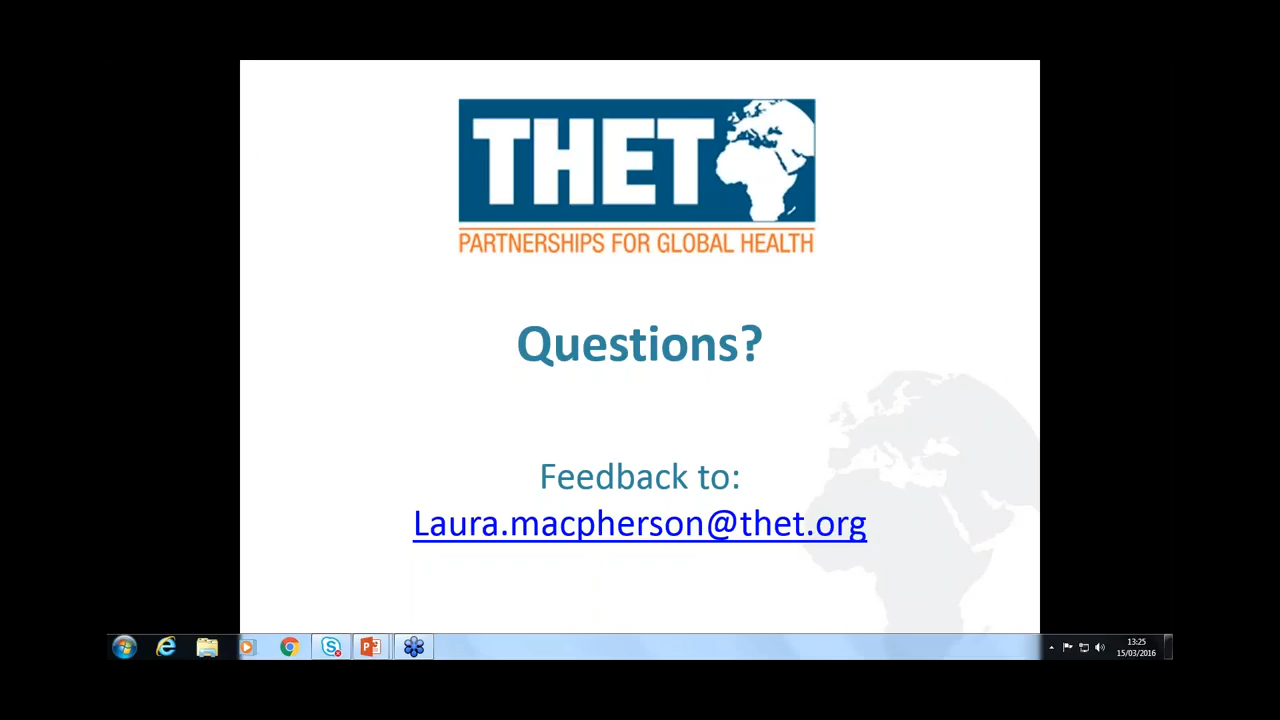 THET
PARTNERSHIPS FOR GLOBAL HEALTH
Questions?
Feedback to:
Laura.macpherson@thet.org
13:25
15/03/2016